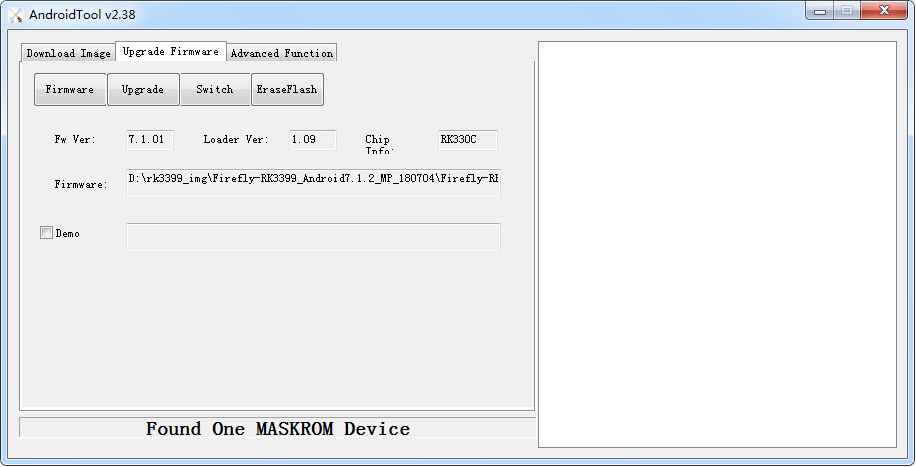 AndroidTool v2.38
Download Image Upgrade Firmware Advanced Function
Firmware Upgrade Switch EraseFlash
Fw Ver: 7.1.01 Loader Ver: 1.09 Chip Info: RK330C
Firmware: D:\rk3399_img\Firefly-RK3399_Android7.1.2_MP_180704\Firefly-RK
Demo
Found One MASKROM Device